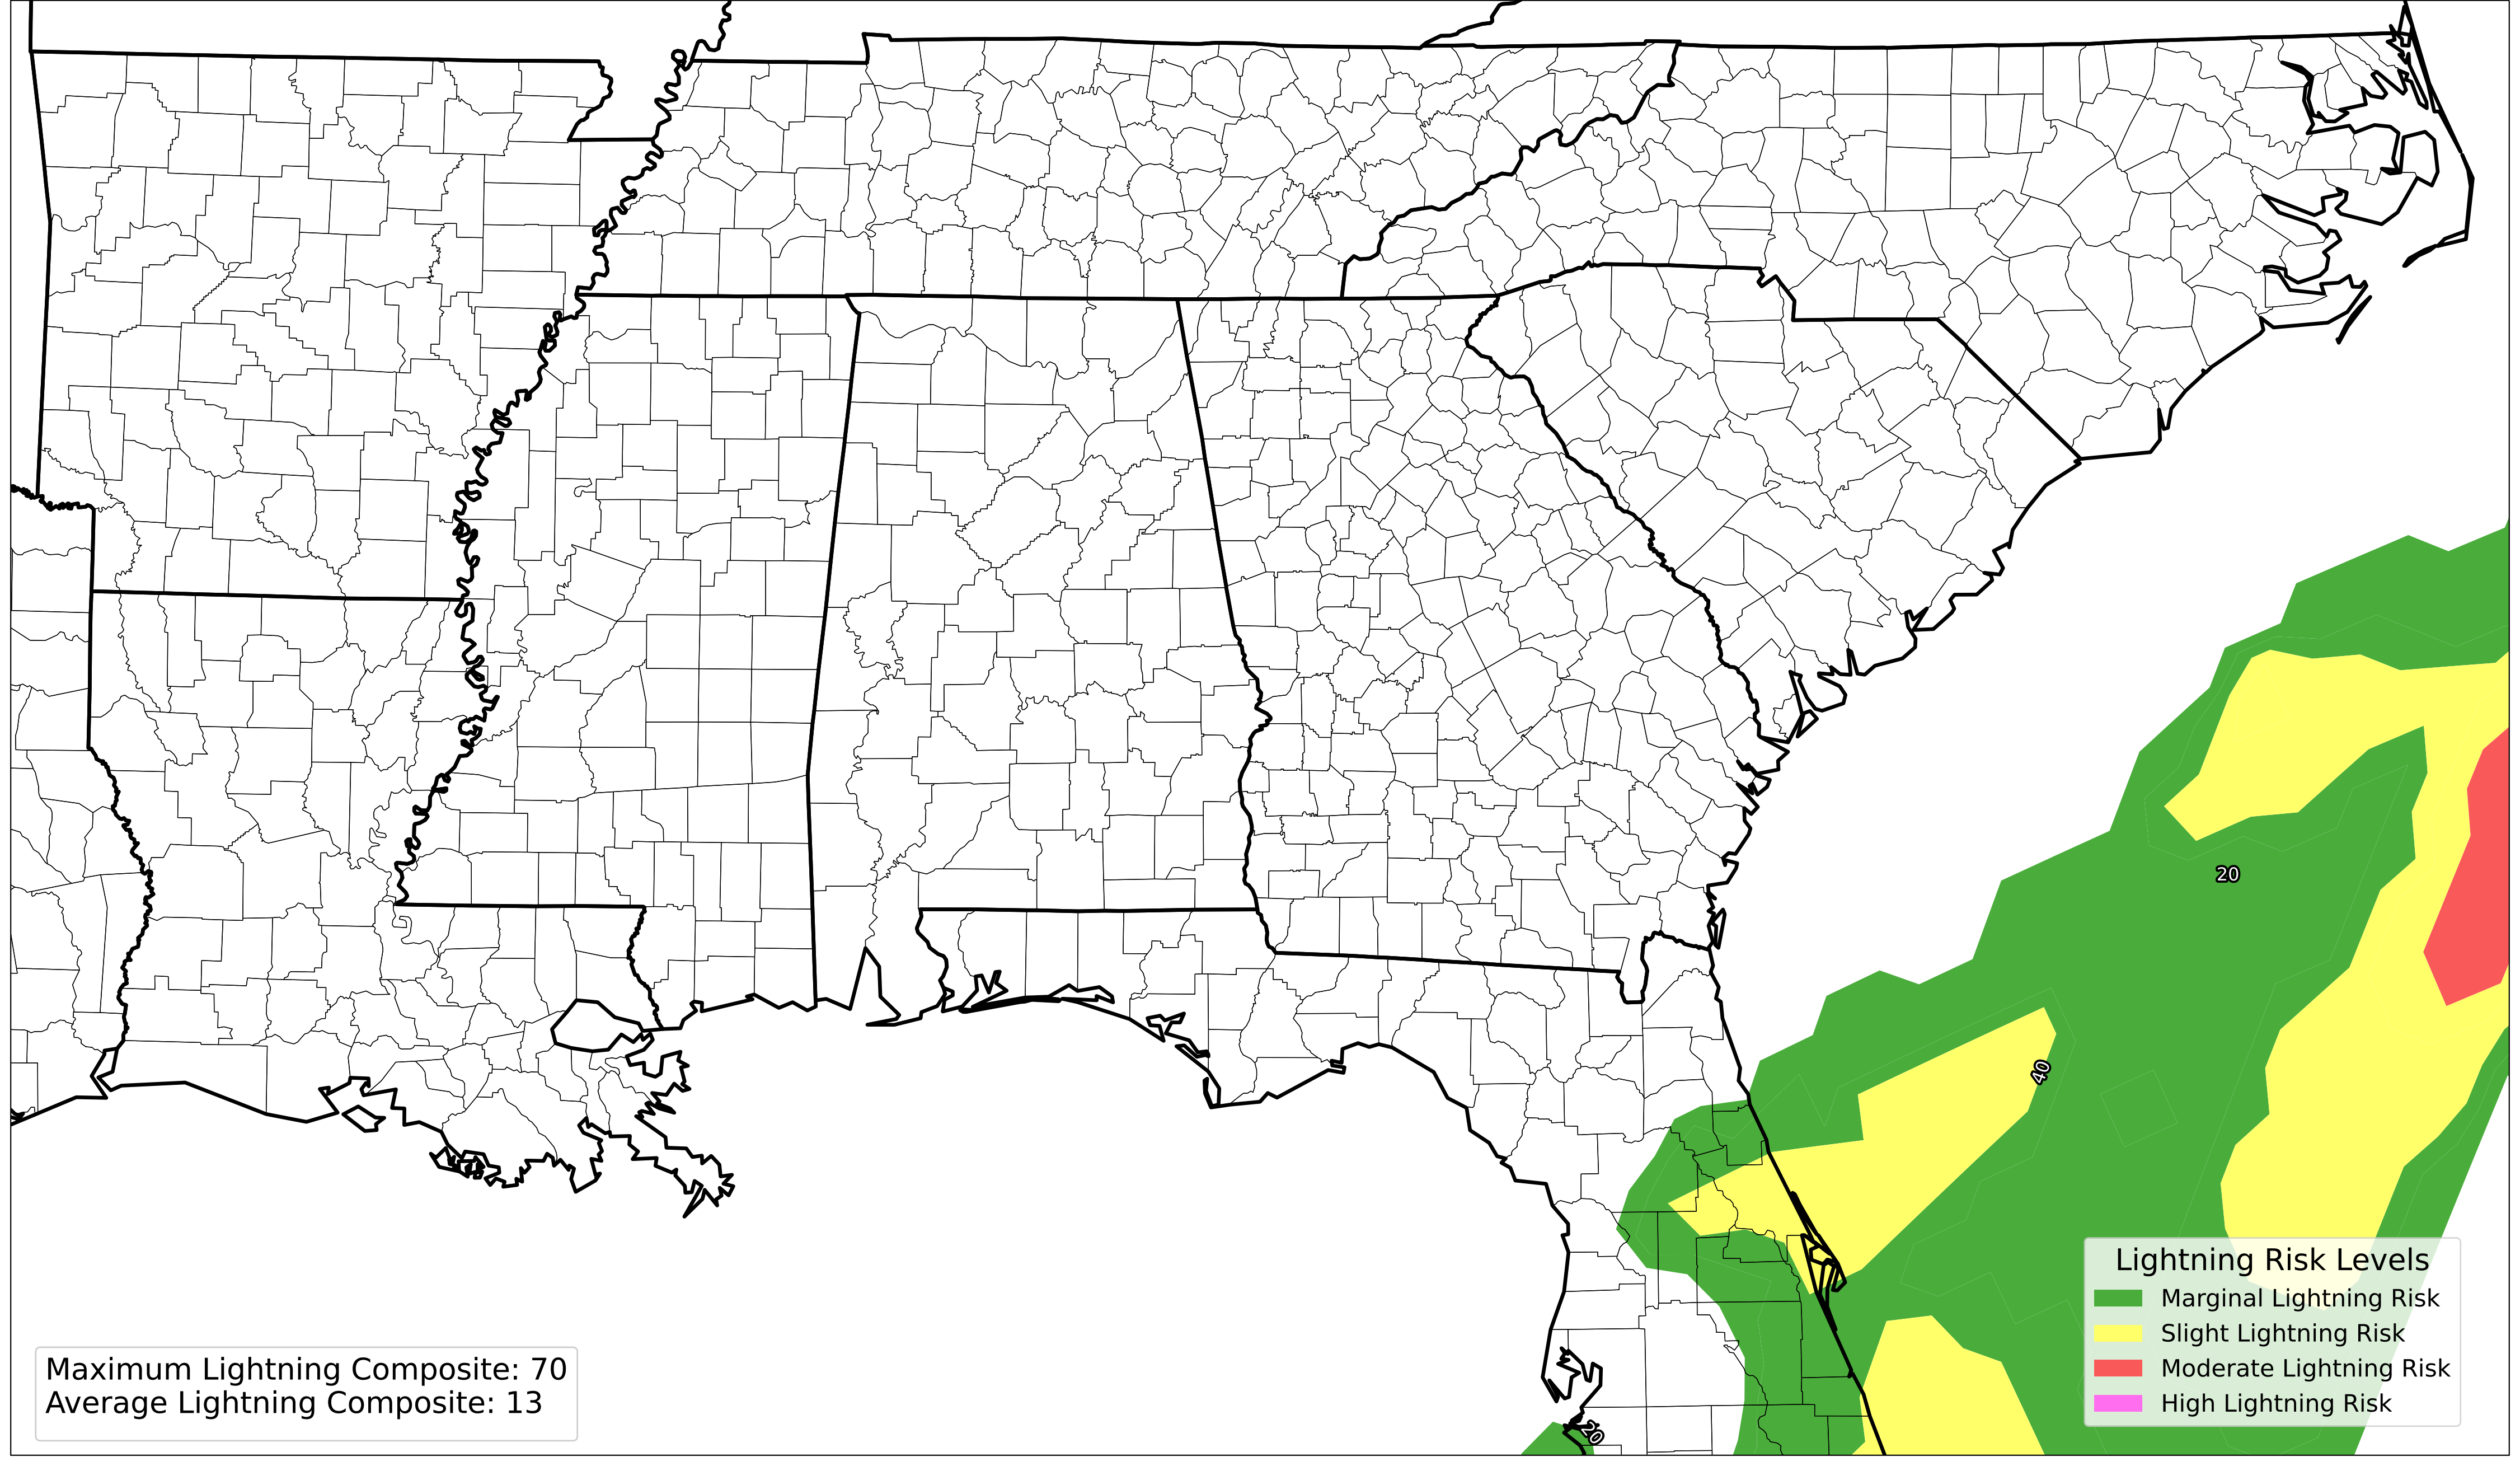 20
40
Lightning Risk Levels
Marginal Lightning Risk
Slight Lightning Risk
Moderate Lightning Risk
High Lightning Risk
Maximum Lightning Composite: 70
Average Lightning Composite: 13
20